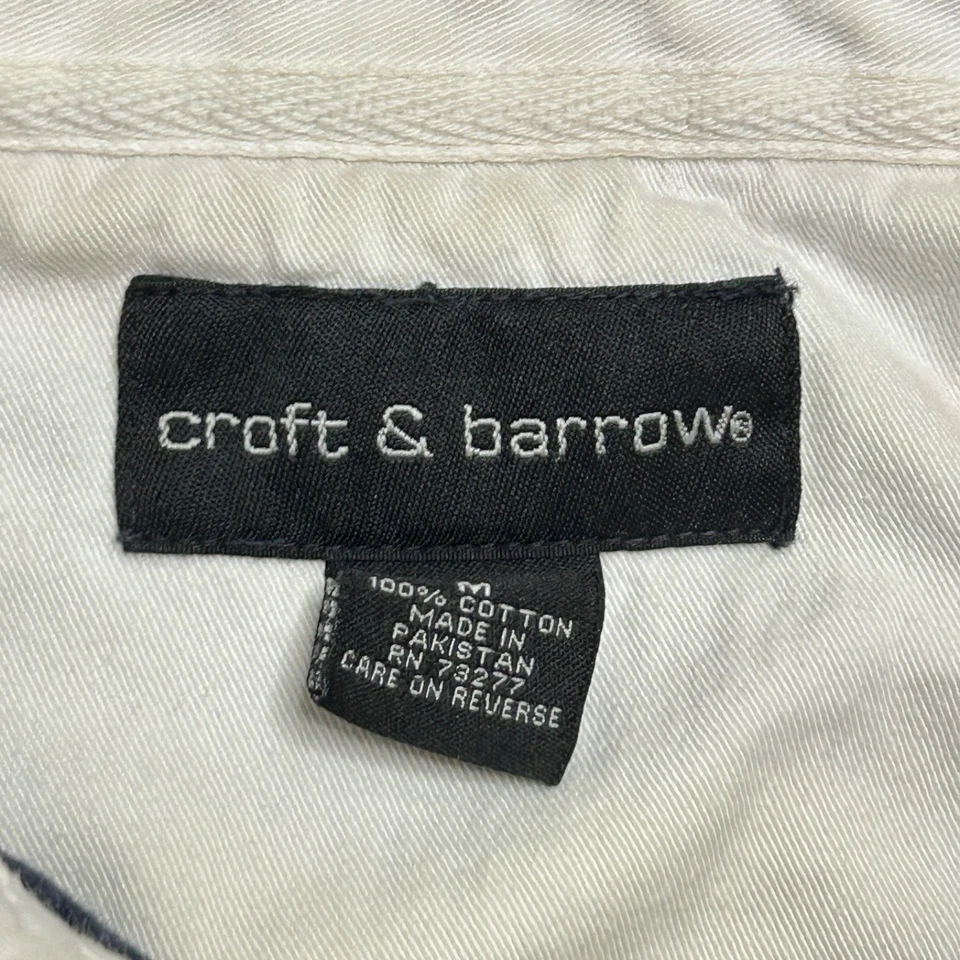 croft & barrow®
M
100% COTTON
MADE IN
PAKISTAN
RN 73277
CARE ON REVERSE